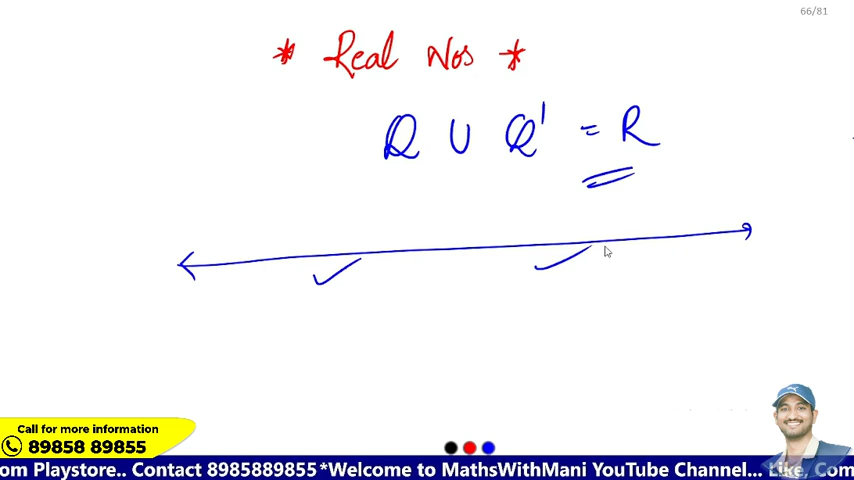 66/81
* Real Nos *
Q U Q' = R
Call for more information
89858 89855
om Playstore.. Contact 8985889855 *Welcome to MathsWithMani YouTube Channel... Like, Com